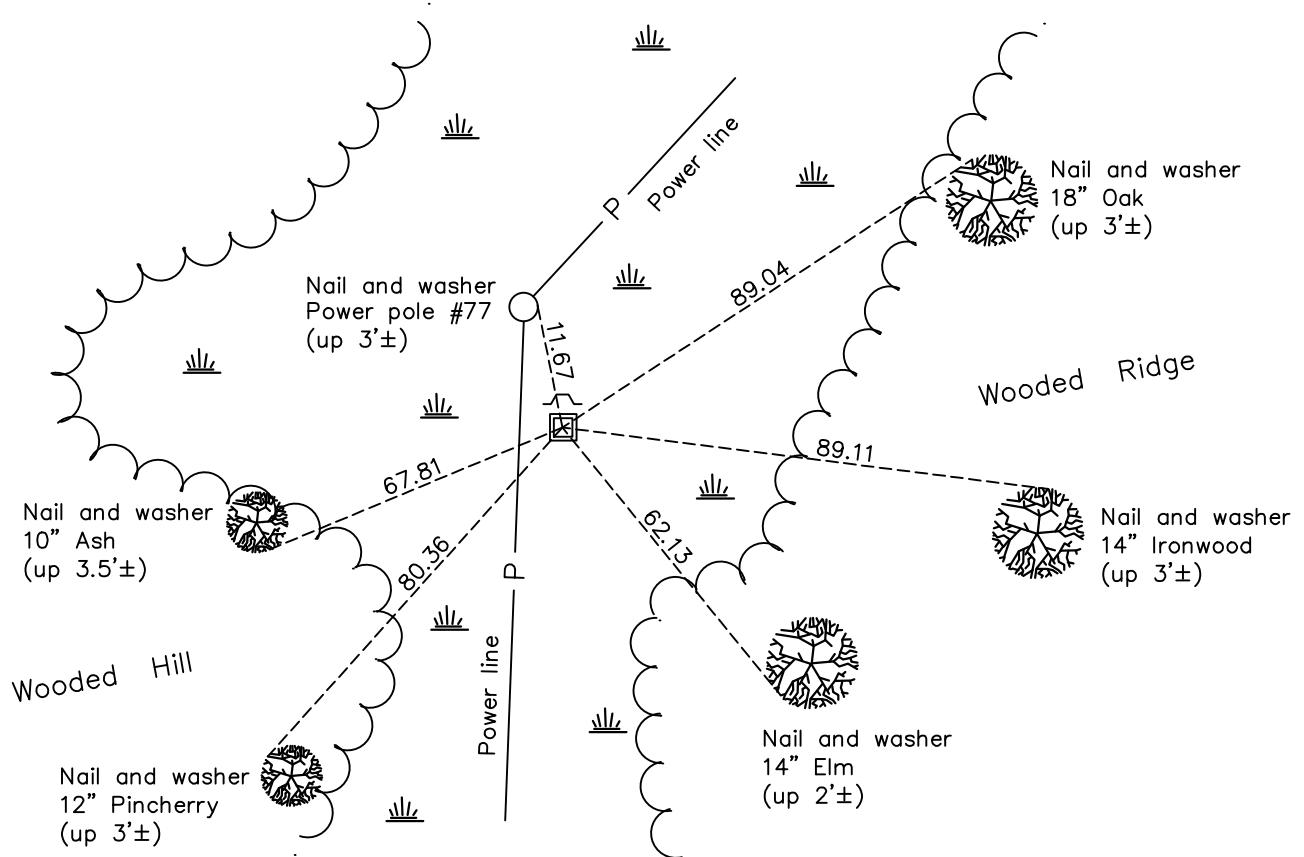 Nail and washer
18” Oak
(up 3’±)
P
Power line
Nail and washer
Power pole #77
(up 3’±)
11.67
89.04
Wooded Ridge
89.11
67.81
Nail and washer
10” Ash
(up 3.5’±)
80.36
62.13
Nail and washer
14” Ironwood
(up 3’±)
P
Power line
Wooded Hill
Nail and washer
14” Elm
(up 2’±)
Nail and washer
12” Pincherry
(up 3’±)